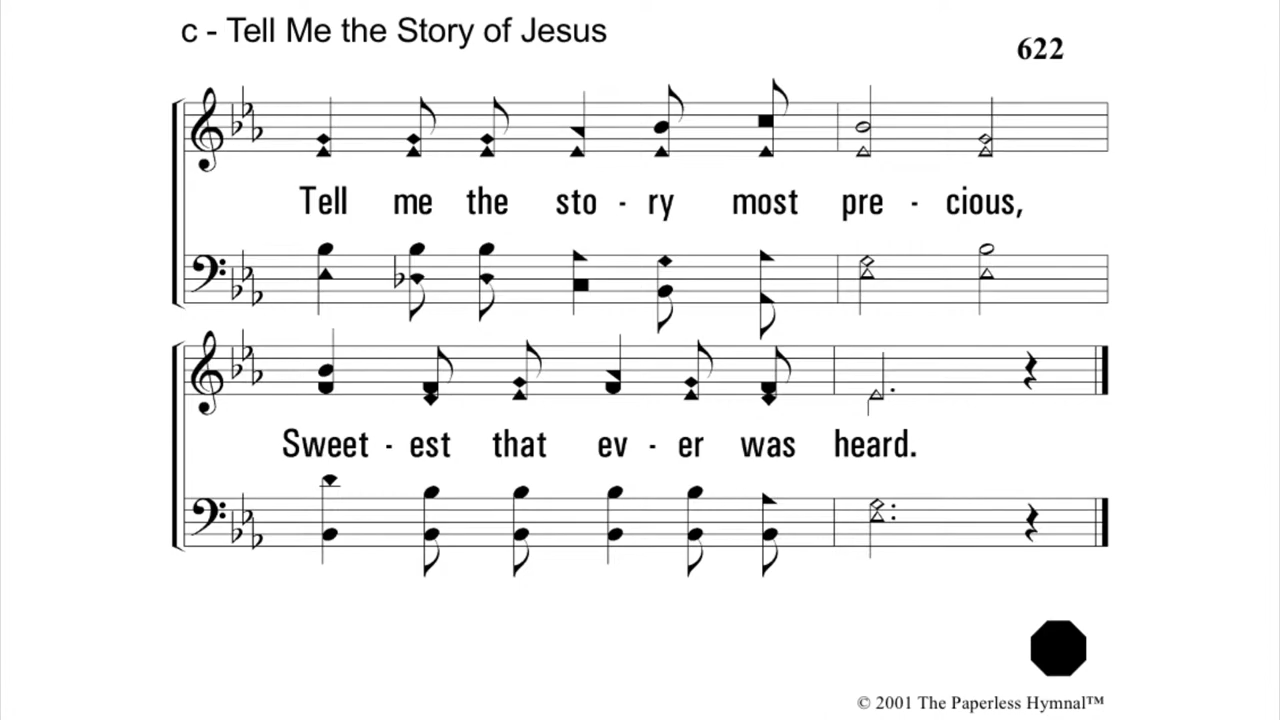 c - Tell Me the Story of Jesus
622
Tell me the sto - ry most pre - cious,
Sweet - est that ev - er was heard.
© 2001 The Paperless Hymnal™